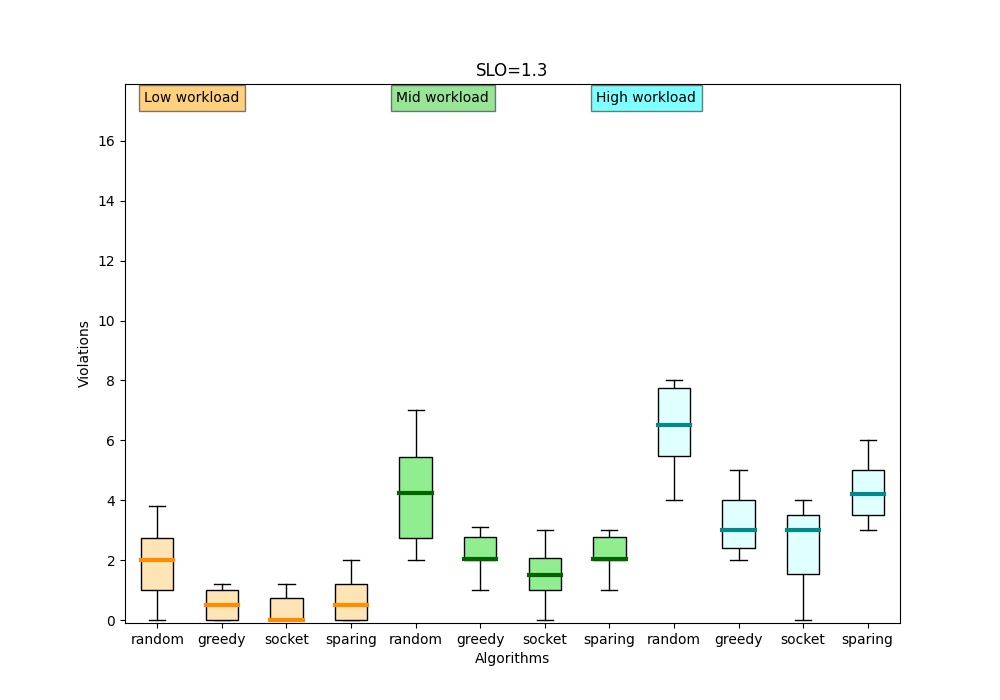 SLO=1.3
Low workload Mid workload High workload
16
14
12
10
8
6
4
2
0
Violations
random greedy socket sparing random greedy socket sparing random greedy socket sparing
Algorithms